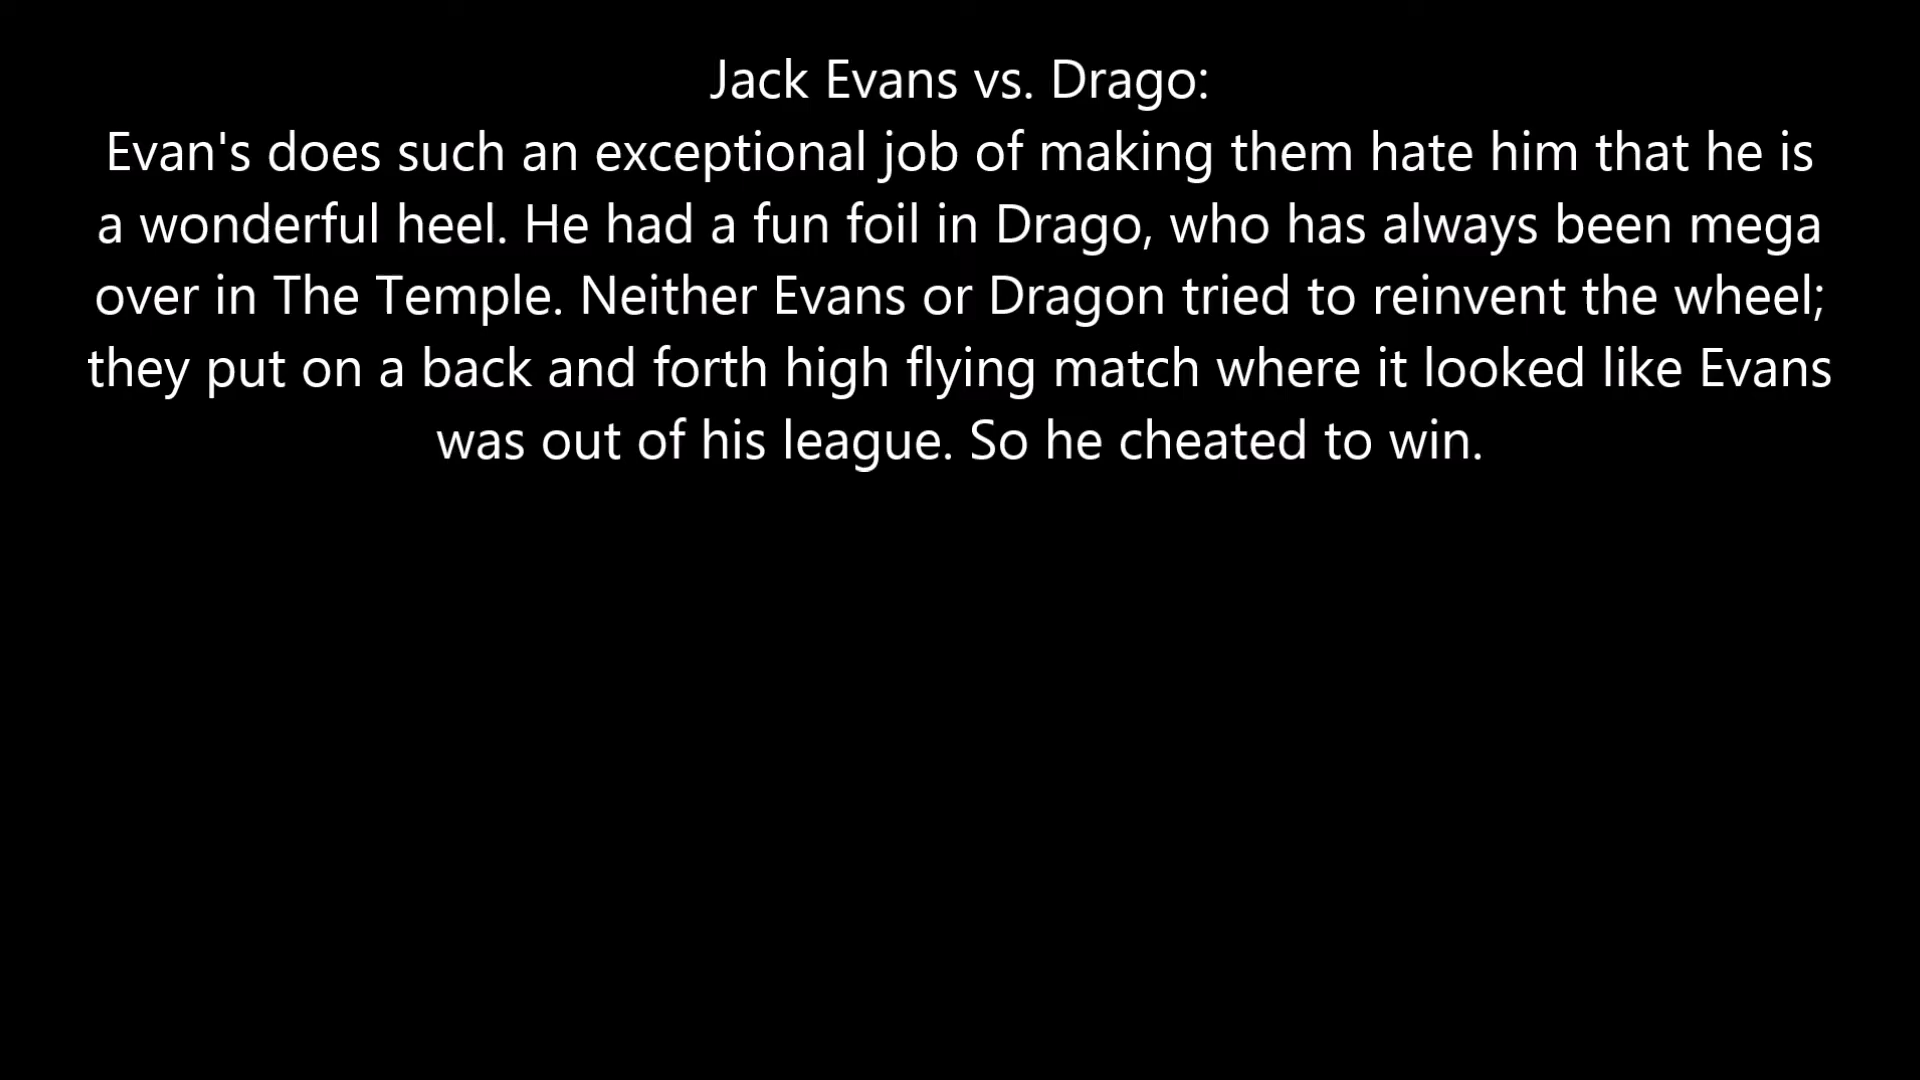 Jack Evans vs. Drago:
Evan's does such an exceptional job of making them hate him that he is
a wonderful heel. He had a fun foil in Drago, who has always been mega
over in The Temple. Neither Evans or Dragon tried to reinvent the wheel;
they put on a back and forth high flying match where it looked like Evans
was out of his league. So he cheated to win.